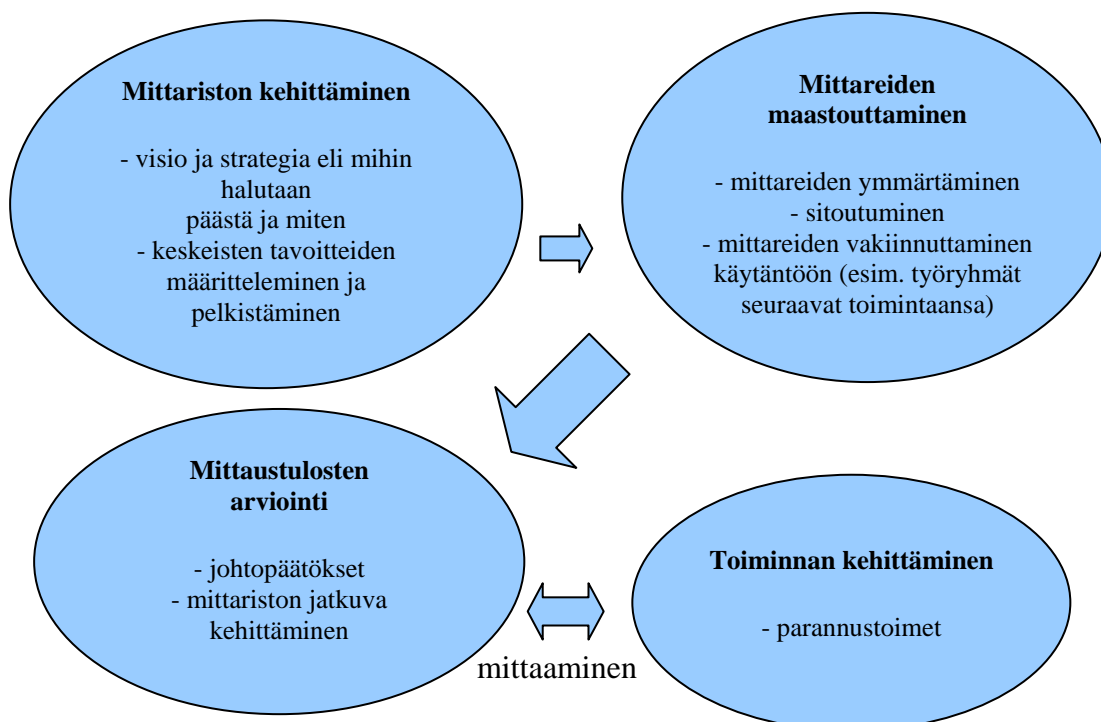 Mittariston kehittäminen
- visio ja strategia eli mihin
halutaan
päästä ja miten
- keskeisten tavoitteiden
määritteleminen ja
pelkistäminen
Mittareiden
maastouttaminen
- mittareiden ymmärtäminen
- sitoutuminen
- mittareiden vakiinnuttaminen
käytäntöön (esim. työryhmät
seuraavat toimintaansa)
Mittaustulosten
arviointi
- johtopäätökset
- mittariston jatkuva
kehittäminen
mittaaminen
Toiminnan kehittäminen
- parannustoimet